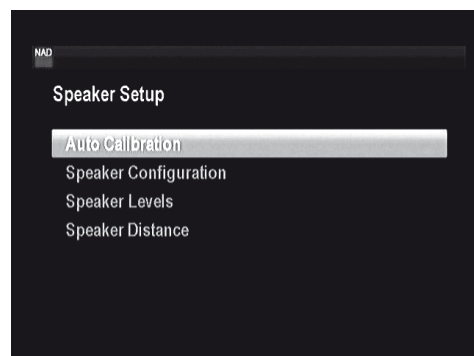 NAD
Speaker Setup
Auto Calibration
Speaker Configuration
Speaker Levels
Speaker Distance